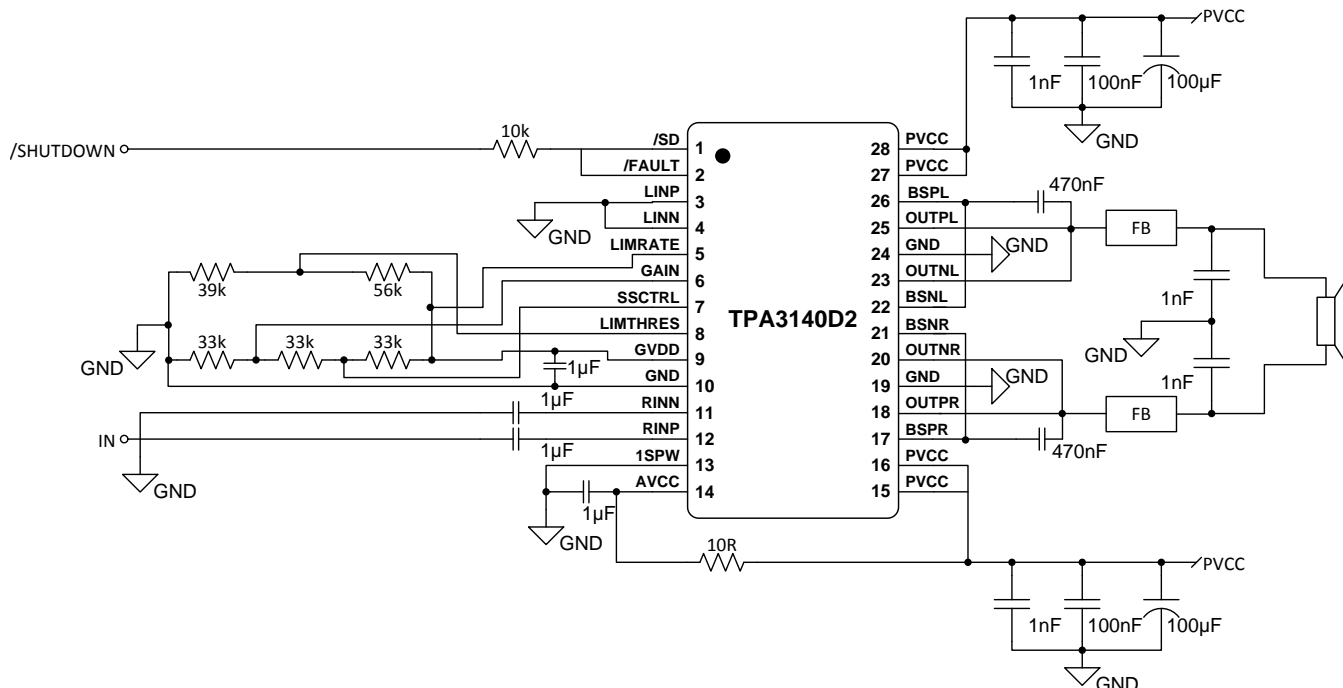 PVCC
1nF
100nF
100µF
GND
/SHUTDOWN
10k
/SD
1
/FAULT
2
LINP
3
LINN
4
GND
LIMRATE
5
GAIN
6
SSCTRL
7
LIMTHRES
8
GVDD
9
GND
10
RINN
11
RINP
12
1SPW
13
AVCC
14
39k
56k
33k
33k
33k
GND
1µF
1µF
IN
1µF
GND
1µF
GND
10R
TPA3140D2
28
PVCC
27
PVCC
26
BSPL
470nF
25
OUTPL
24
GND
GND
23
OUTNL
22
BSNL
21
BSNR
20
OUTNR
19
GND
GND
18
OUTPR
17
BSPR
470nF
16
PVCC
15
PVCC
FB
1nF
GND
1nF
FB
PVCC
1nF
100nF
100µF
GND